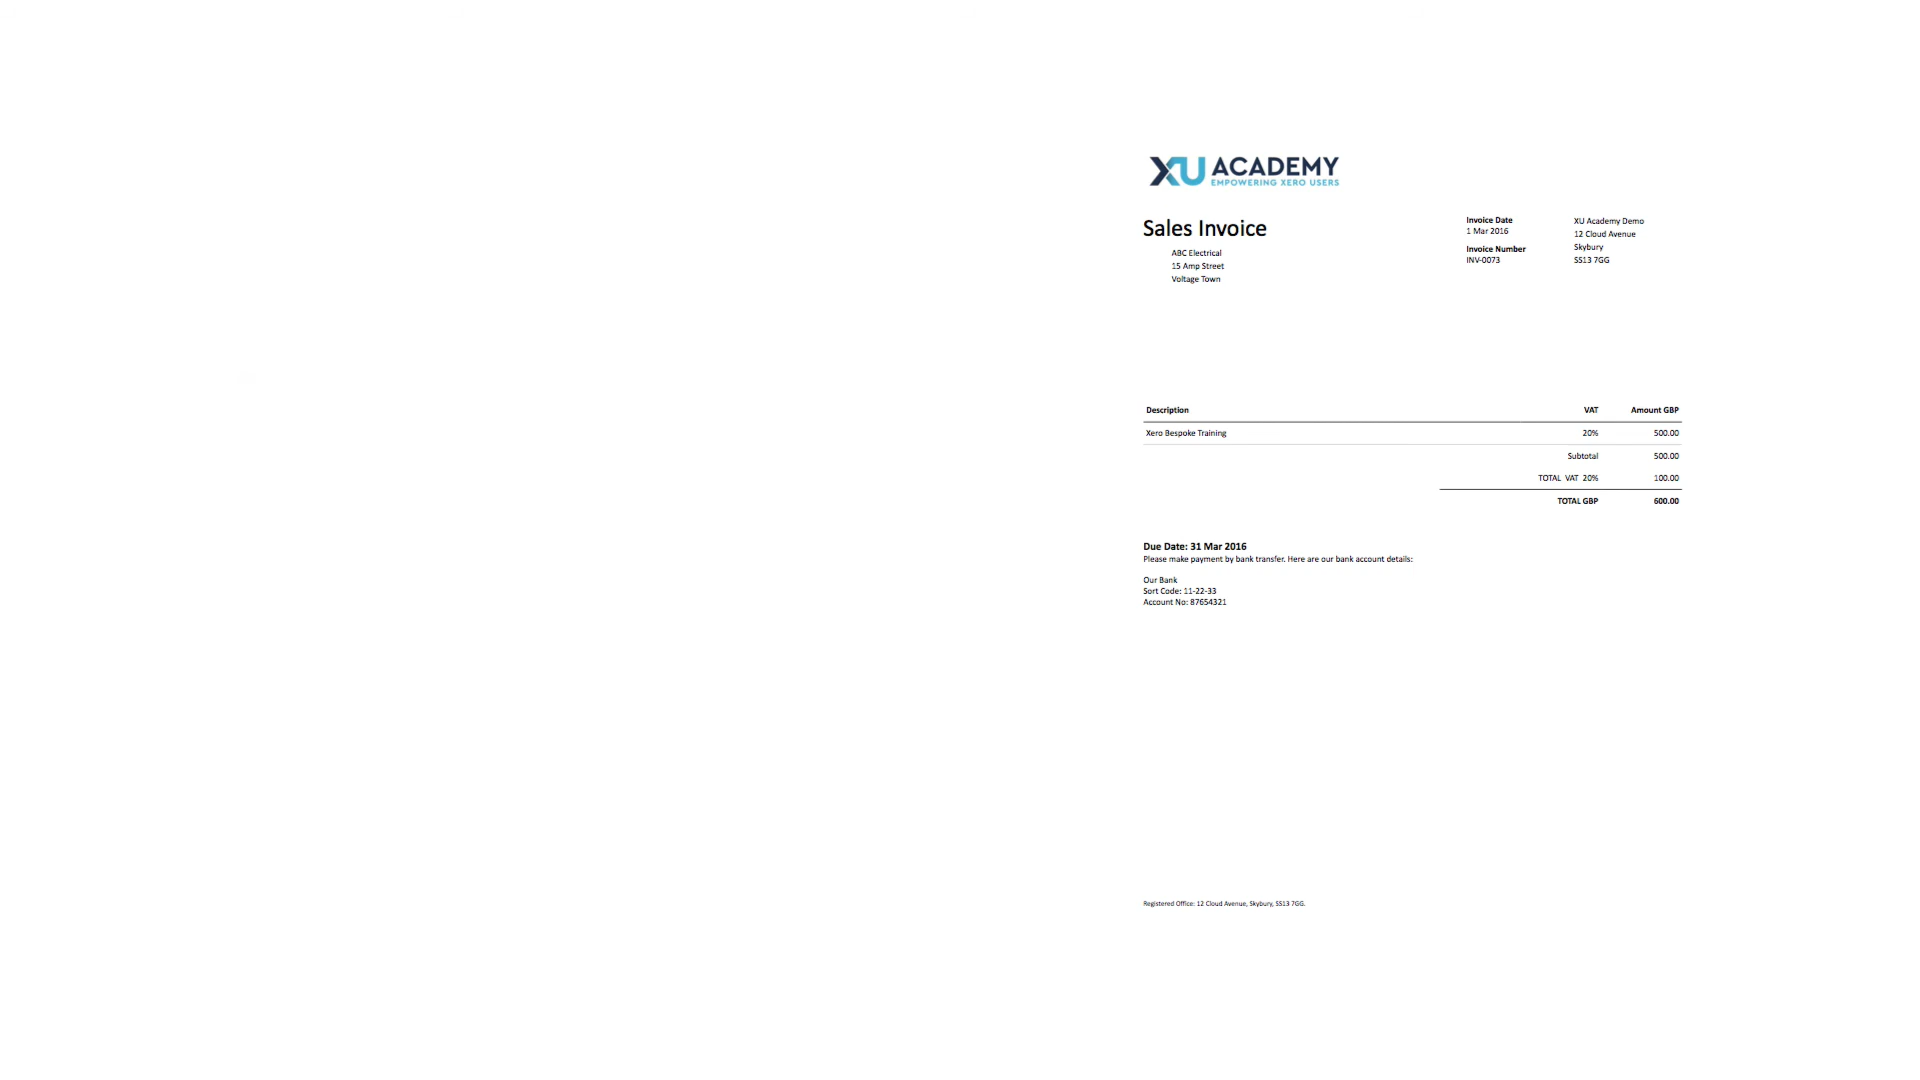 XU ACADEMY
EMPOWERING XERO USERS
Sales Invoice
ABC Electrical
15 Amp Street
Voltage Town
Invoice Date
1 Mar 2016
Invoice Number
INV-0073
XU Academy Demo
12 Cloud Avenue
Skybury
SS13 7GG
Description VAT Amount GBP
Xero Bespoke Training 20% 500.00
Subtotal 500.00
TOTAL VAT 20% 100.00
TOTAL GBP 600.00
Due Date: 31 Mar 2016
Please make payment by bank transfer. Here are our bank account details:
Our Bank
Sort Code: 11-22-33
Account No: 87654321
Registered Office: 12 Cloud Avenue, Skybury, SS13 7GG.